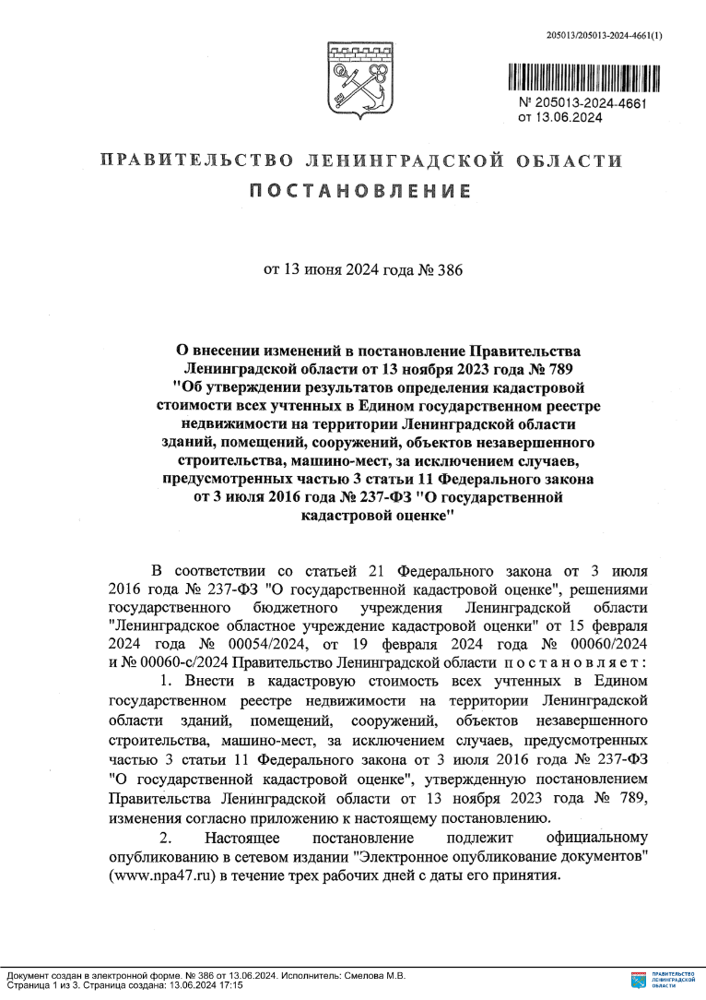 205013/205013-2024-4661(1)
№ 205013-2024-4661
от 13.06.2024
ПРАВИТЕЛЬСТВО ЛЕНИНГРАДСКОЙ ОБЛАСТИ
ПОСТАНОВЛЕНИЕ
от 13 июня 2024 года № 386
О внесении изменений в постановление Правительства
Ленинградской области от 13 ноября 2023 года № 789
"Об утверждении результатов определения кадастровой
стоимости всех учтенных в Едином государственном реестре
недвижимости на территории Ленинградской области
зданий, помещений, сооружений, объектов незавершенного
строительства, машино-мест, за исключением случаев,
предусмотренных частью 3 статьи 11 Федерального закона
от 3 июля 2016 года № 237-ФЗ "О государственной
кадастровой оценке"
В соответствии со статьей 21 Федерального закона от 3 июля
2016 года № 237-ФЗ "О государственной кадастровой оценке", решениями
государственного бюджетного учреждения Ленинградской области
"Ленинградское областное учреждение кадастровой оценки" от 15 февраля
2024 года № 00054/2024, от 19 февраля 2024 года № 00060/2024
и № 00060-с/2024 Правительство Ленинградской области п о с т а н о в л я е т :
1. Внести в кадастровую стоимость всех учтенных в Едином
государственном реестре недвижимости на территории Ленинградской
области зданий, помещений, сооружений, объектов незавершенного
строительства, машино-мест, за исключением случаев, предусмотренных
частью 3 статьи 11 Федерального закона от 3 июля 2016 года № 237-ФЗ
"О государственной кадастровой оценке", утвержденную постановлением
Правительства Ленинградской области от 13 ноября 2023 года № 789,
изменения согласно приложению к настоящему постановлению.
2. Настоящее постановление подлежит официальному
опубликованию в сетевом издании "Электронное опубликование документов"
(www.npa47.ru) в течение трех рабочих дней с даты его принятия.
Документ создан в электронной форме. № 386 от 13.06.2024. Исполнитель: Смелова М.В.
Страница 1 из 3. Страница создана: 13.06.2024 17:15
ПРАВИТЕЛЬСТВО
ЛЕНИНГРАДСКОЙ
ОБЛАСТИ